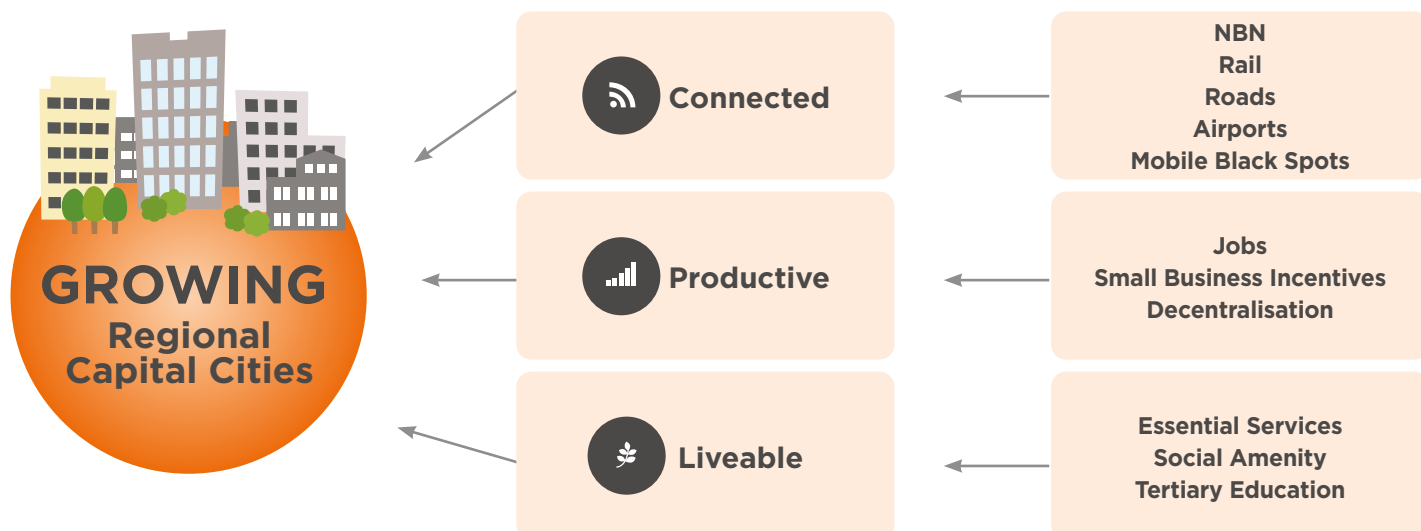 GROWING
Regional
Capital Cities
Connected
NBN
Rail
Roads
Airports
Mobile Black Spots
Productive
Jobs
Small Business Incentives
Decentralisation
Liveable
Essential Services
Social Amenity
Tertiary Education